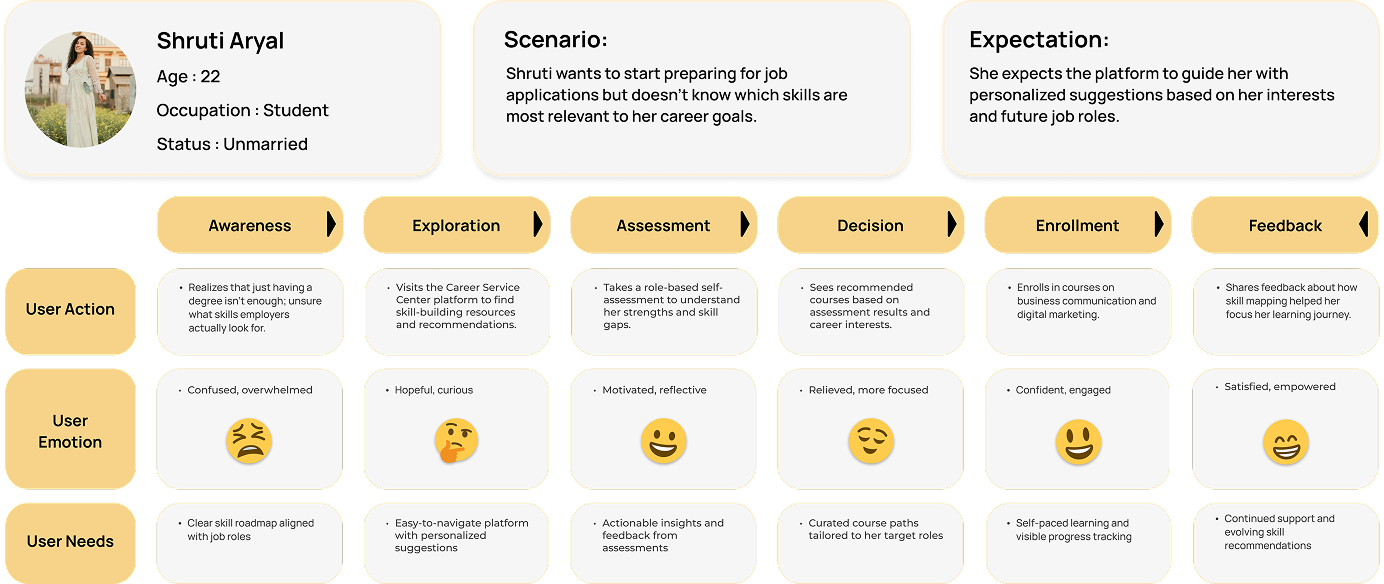 Shruti Aryal
Age : 22
Occupation : Student
Status : Unmarried
Scenario:
Shruti wants to start preparing for job
applications but doesn't know which skills are
most relevant to her career goals.
Expectation:
She expects the platform to guide her with
personalized suggestions based on her interests
and future job roles.
Awareness
Exploration
Assessment
Decision
Enrollment
Feedback
User Action
• Realizes that just having a
degree isn't enough; unsure
what skills employers
actually look for.
• Visits the Career Service
Center platform to find
skill-building resources
and recommendations.
• Takes a role-based self-
assessment to understand
her strengths and skill
gaps.
• Sees recommended
courses based on
assessment results and
career interests.
• Enrolls in courses on
business communication and
digital marketing.
• Shares feedback about how
skill mapping helped her
focus her learning journey.
User
Emotion
• Confused, overwhelmed
• Hopeful, curious
• Motivated, reflective
• Relieved, more focused
• Confident, engaged
• Satisfied, empowered
User Needs
• Clear skill roadmap aligned
with job roles
• Easy-to-navigate platform
with personalized
suggestions
• Actionable insights and
feedback from
assessments
• Curated course paths
tailored to her target roles
• Self-paced learning and
visible progress tracking
• Continued support and
evolving skill
recommendations